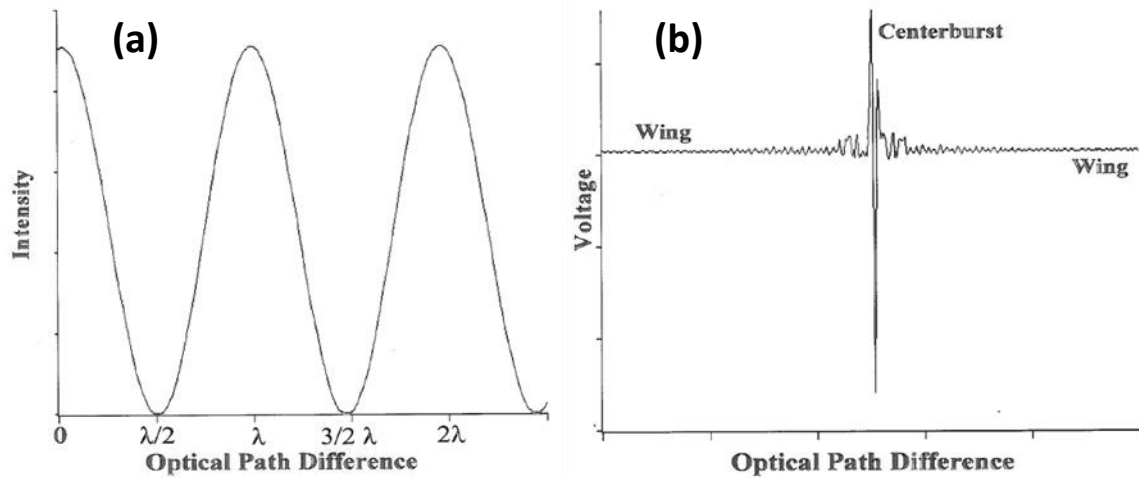 (a)
Intensity
0 λ/2 λ 3/2 λ 2λ
Optical Path Difference
(b)
Centerburst
Wing
Wing
Voltage
Optical Path Difference